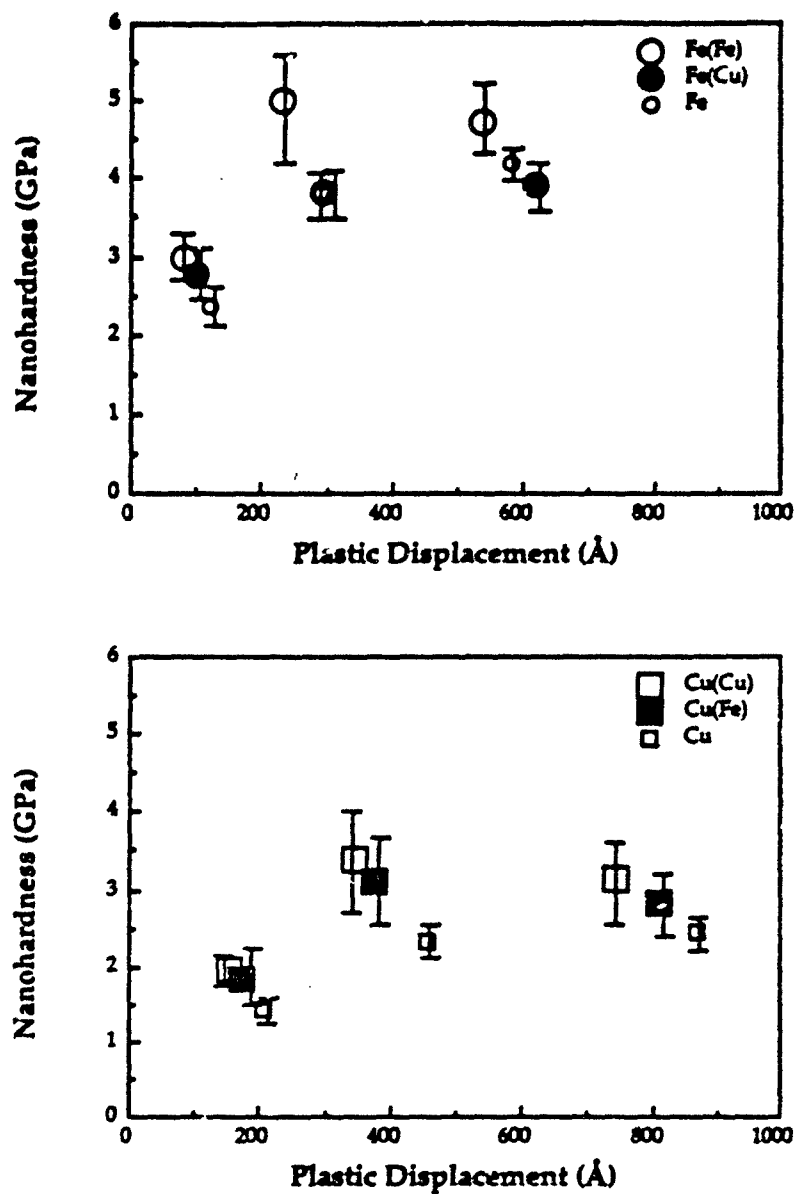 6
5
4
3
2
1
0
Nanohardness (GPa)
Fe(Fe)
Fe(Cu)
Fe
0 200 400 600 800 1000
Plastic Displacement (Å)
6
5
4
3
2
1
0
Nanohardness (GPa)
Cu(Cu)
Cu(Fe)
Cu
0 200 400 600 800 1000
Plastic Displacement (Å)